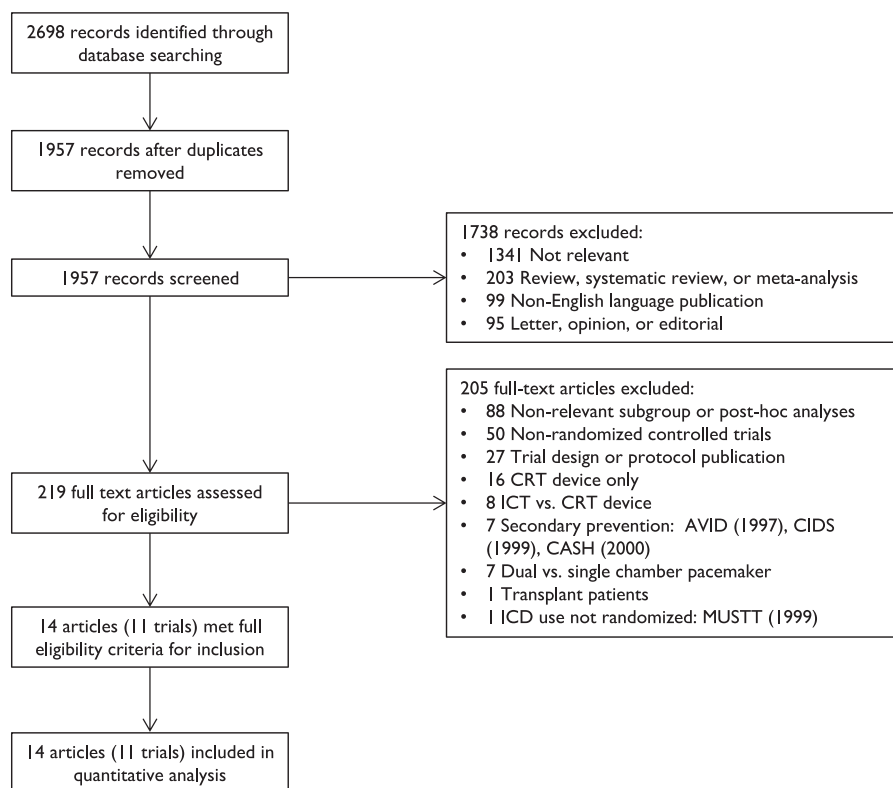 2698 records identified through
database searching
1957 records after duplicates
removed
1957 records screened
1738 records excluded:
• 1341 Not relevant
• 203 Review, systematic review, or meta-analysis
• 99 Non-English language publication
• 95 Letter, opinion, or editorial
219 full text articles assessed
for eligibility
205 full-text articles excluded:
• 88 Non-relevant subgroup or post-hoc analyses
• 50 Non-randomized controlled trials
• 27 Trial design or protocol publication
• 16 CRT device only
• 8 ICT vs. CRT device
• 7 Secondary prevention: AVID (1997), CIDS
(1999), CASH (2000)
• 7 Dual vs. single chamber pacemaker
• 1 Transplant patients
• 1 ICD use not randomized: MUSTT (1999)
14 articles (11 trials) met full
eligibility criteria for inclusion
14 articles (11 trials) included in
quantitative analysis